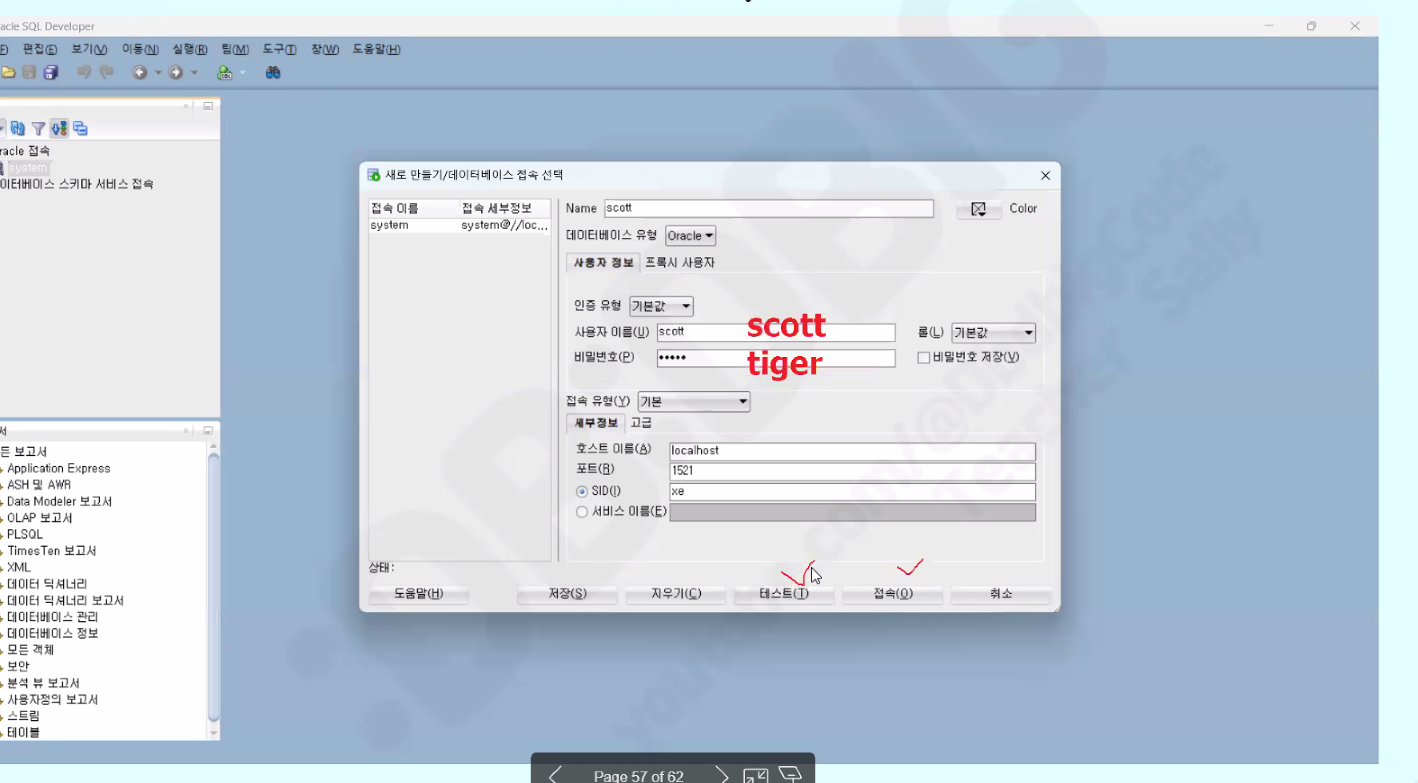 acle SQL Developer
편집(E) 보기(V) 이동(N) 실행(R) 팀(M) 도구(T) 창(W) 도움말(H)
racle 접속
system
이터베이스 스키마 서비스 접속
새로 만들기/데이터베이스 접속 선택
접속 이름 접속 세부정보
system system@//loc...
Name scott Color
데이터베이스 유형 Oracle
사용자 정보 프록시 사용자
인증 유형 기본값
사용자 이름(U) scott 롤(L) 기본값
비밀번호(P) ••••• 비밀번호 저장(V)
scott
tiger
접속 유형(Y) 기본
세부정보 고급
호스트 이름(A) localhost
포트(R) 1521
SID(I) xe
서비스 이름(E)
상태:
도움말(H) 저장(S) 지우기(C) 테스트(T) 접속(O) 취소
서
든 보고서
Application Express
ASH 및 AWR
Data Modeler 보고서
OLAP 보고서
PLSQL
TimesTen 보고서
XML
데이터 딕셔너리
데이터 딕셔너리 보고서
데이터베이스 관리
데이터베이스 정보
모든 객체
보안
분석 뷰 보고서
사용자정의 보고서
스트림
테이블
Page 57 of 62